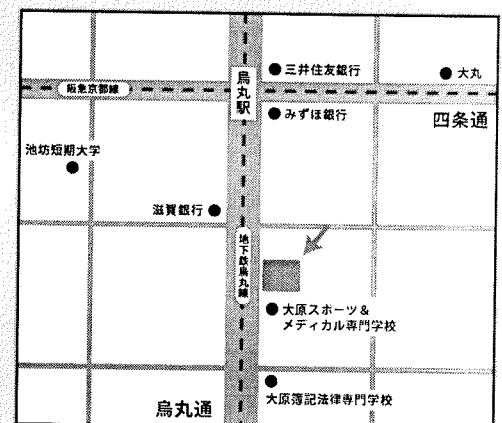 三井住友銀行
大丸
阪急京都線
烏丸駅
みずほ銀行
四条通
池坊短期大学
滋賀銀行
地下鉄烏丸線
大原スポーツ&
メディカル専門学校
大原簿記法律専門学校
烏丸通